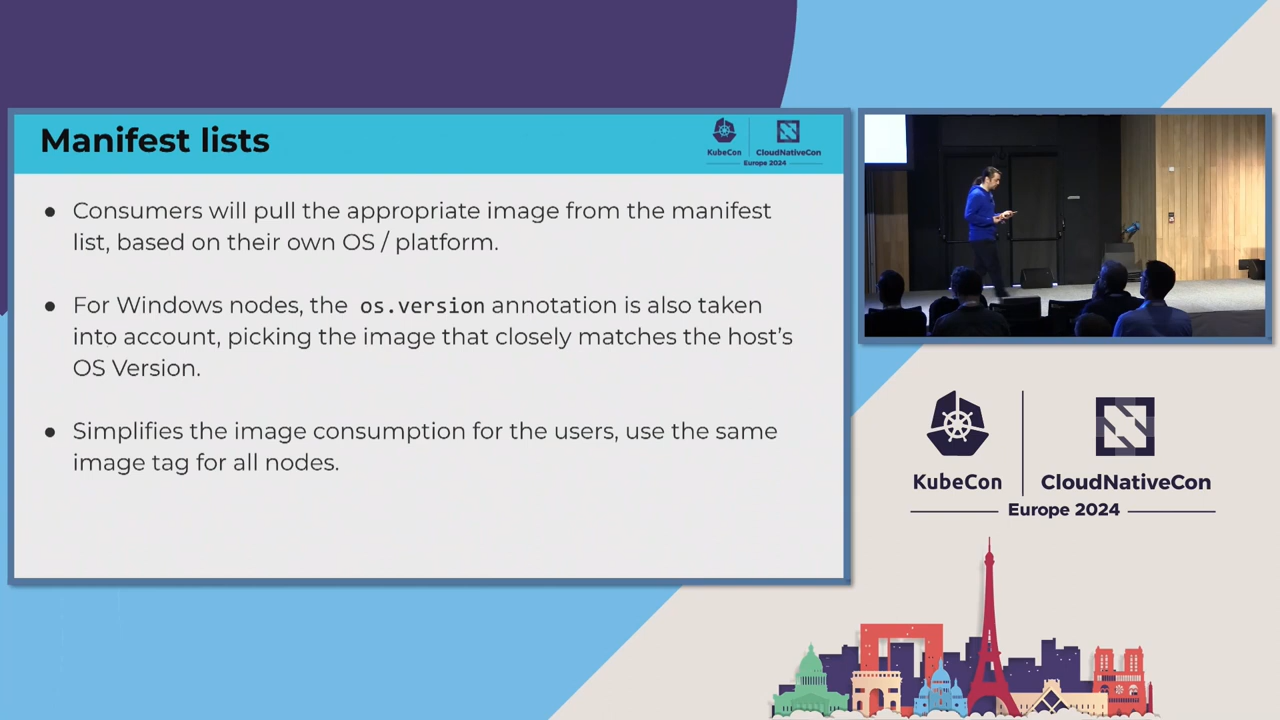 Manifest lists
KubeCon
CloudNativeCon
Europe 2024
● Consumers will pull the appropriate image from the manifest
list, based on their own OS / platform.
● For Windows nodes, the os.version annotation is also taken
into account, picking the image that closely matches the host's
OS Version.
● Simplifies the image consumption for the users, use the same
image tag for all nodes.
KubeCon
CloudNativeCon
Europe 2024